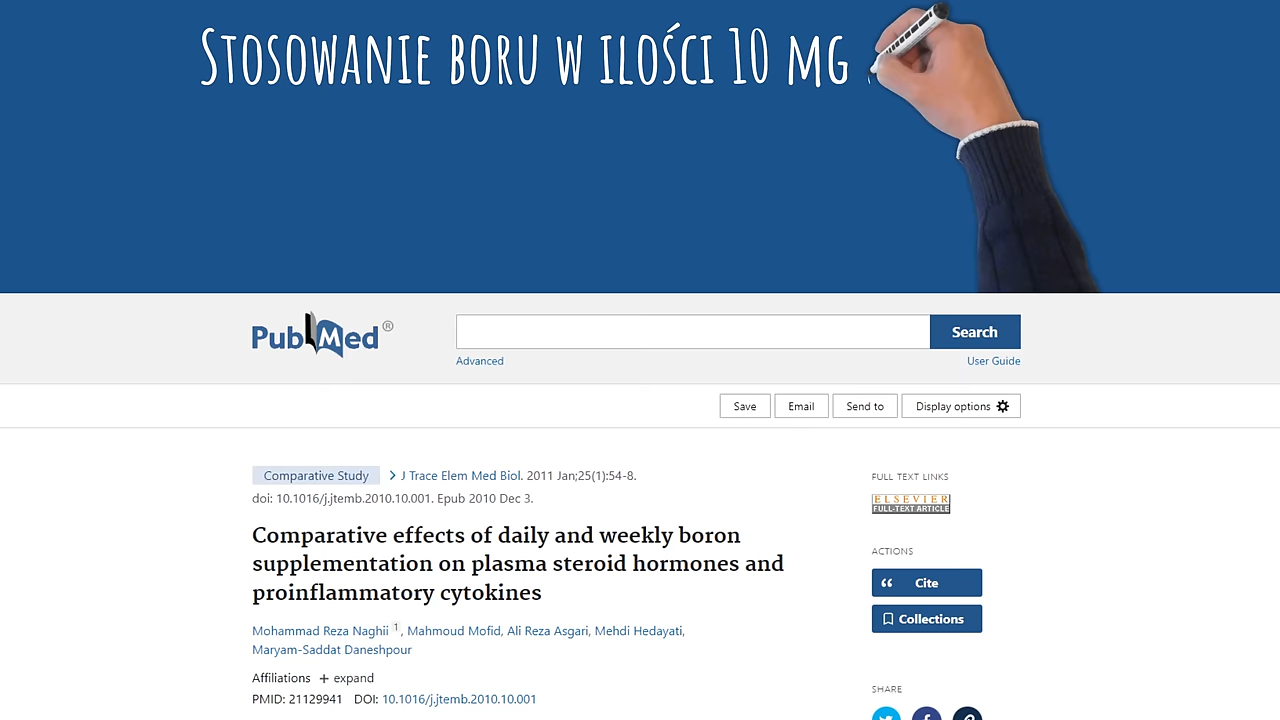 Stosowanie boru w ilości 10 mg
PubMed®
Search
Advanced
User Guide
Save
Email
Send to
Display options
Comparative Study
J Trace Elem Med Biol. 2011 Jan;25(1):54-8.
doi: 10.1016/j.jtemb.2010.10.001. Epub 2010 Dec 3.
Comparative effects of daily and weekly boron
supplementation on plasma steroid hormones and
proinflammatory cytokines
Mohammad Reza Naghii 1, Mahmoud Mofid, Ali Reza Asgari, Mehdi Hedayati,
Maryam-Saddat Daneshpour
Affiliations + expand
PMID: 21129941 DOI: 10.1016/j.jtemb.2010.10.001
FULL TEXT LINKS
ELSEVIER
FULL-TEXT ARTICLE
ACTIONS
Cite
Collections
SHARE